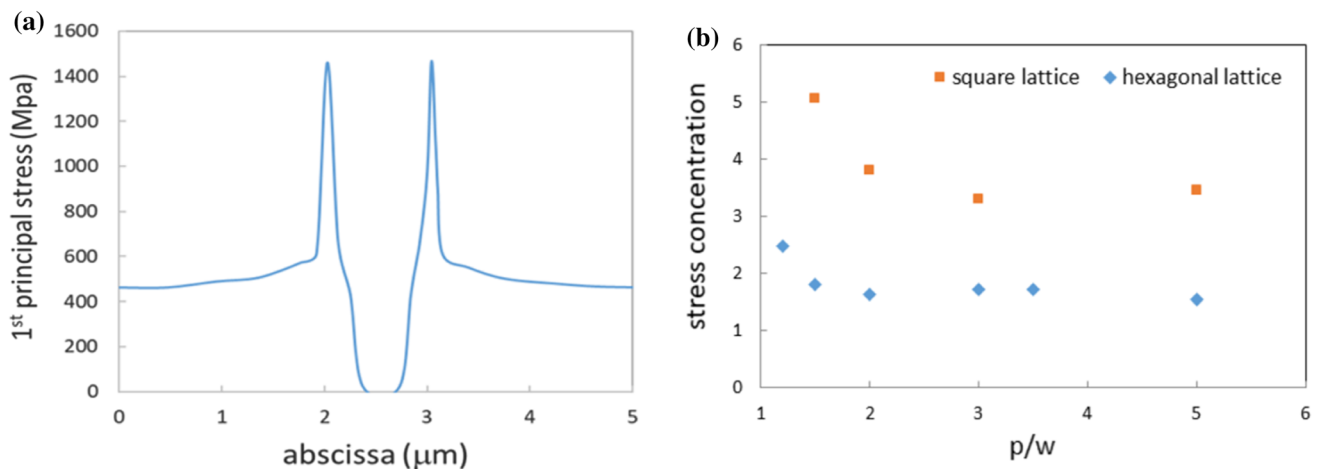 (a)
1st principal stress (Mpa)
1600
1400
1200
1000
800
600
400
200
0
0 1 2 3 4 5
abscissa (μm)
(b)
stress concentration
6
5
4
3
2
1
0
square lattice hexagonal lattice
1 2 3 4 5 6
p/w